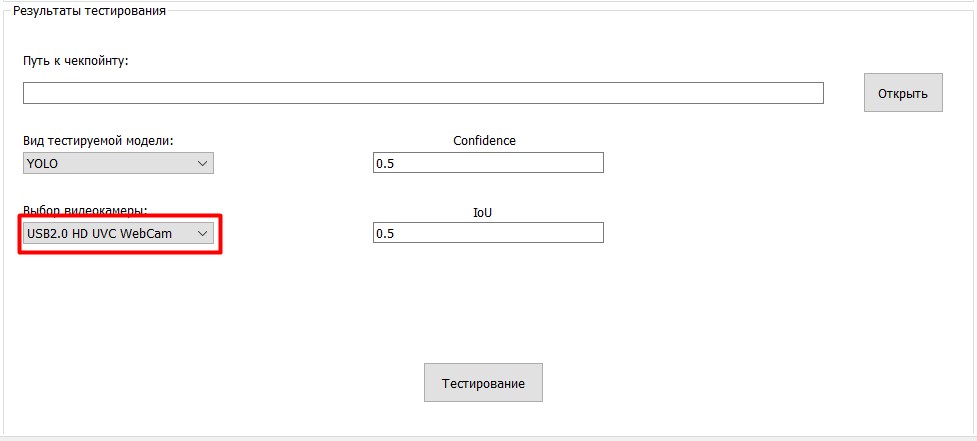 Результаты тестирования
Путь к чекпойнту:
Открыть
Вид тестируемой модели:
Confidence
YOLO
0.5
Выбор видеокамеры:
IoU
USB2.0 HD UVC WebCam
0.5
Тестирование